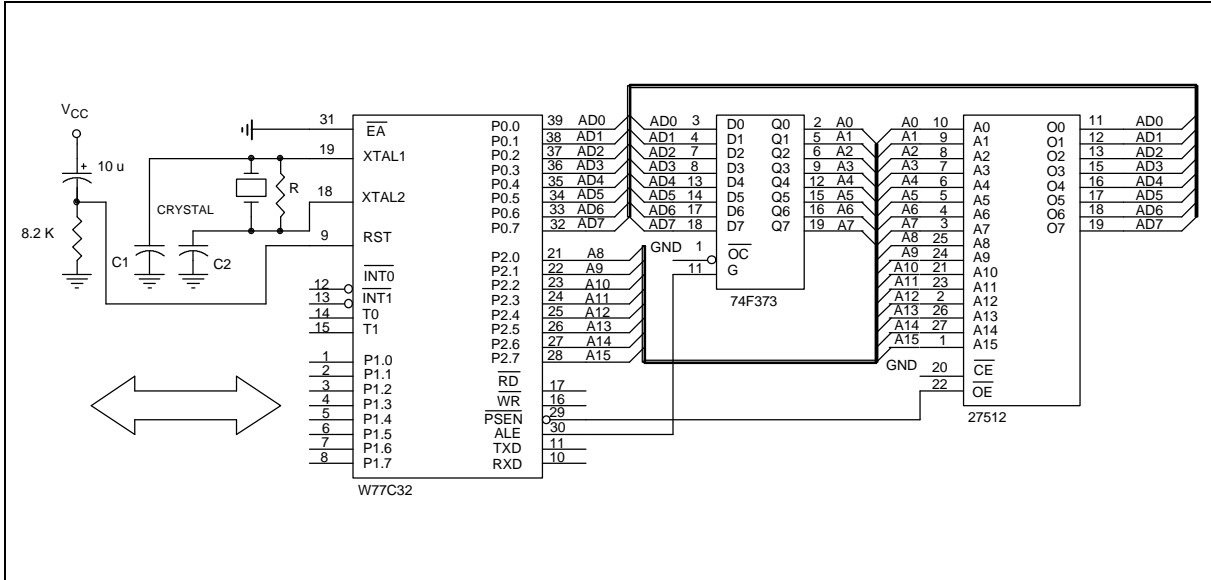 VCC
10 u
+
8.2 K
C1
C2
CRYSTAL
R
31 EA
19 XTAL1
18 XTAL2
9 RST
12 INT0
13 INT1
14 T0
15 T1
1 P1.0
2 P1.1
3 P1.2
4 P1.3
5 P1.4
6 P1.5
7 P1.6
8 P1.7
P0.0 39 AD0
P0.1 38 AD1
P0.2 37 AD2
P0.3 36 AD3
P0.4 35 AD4
P0.5 34 AD5
P0.6 33 AD6
P0.7 32 AD7
P2.0 21 A8
P2.1 22 A9
P2.2 23 A10
P2.3 24 A11
P2.4 25 A12
P2.5 26 A13
P2.6 27 A14
P2.7 28 A15
RD 17
WR 16
PSEN 29
ALE 30
TXD 11
RXD 10
W77C32
AD0 3 D0 Q0 2 A0
AD1 4 D1 Q1 5 A1
AD2 7 D2 Q2 6 A2
AD3 8 D3 Q3 9 A3
AD4 13 D4 Q4 12 A4
AD5 14 D5 Q5 15 A5
AD6 17 D6 Q6 16 A6
AD7 18 D7 Q7 19 A7
GND 1 OC
11 G
74F373
A0 10 A0 O0 11 AD0
A1 9 A1 O1 12 AD1
A2 8 A2 O2 13 AD2
A3 7 A3 O3 15 AD3
A4 6 A4 O4 16 AD4
A5 5 A5 O5 17 AD5
A6 4 A6 O6 18 AD6
A7 3 A7 O7 19 AD7
A8 25 A8
A9 24 A9
A10 21 A10
A11 23 A11
A12 2 A12
A13 26 A13
A14 27 A14
A15 1 A15
GND 20 CE
22 OE
27512